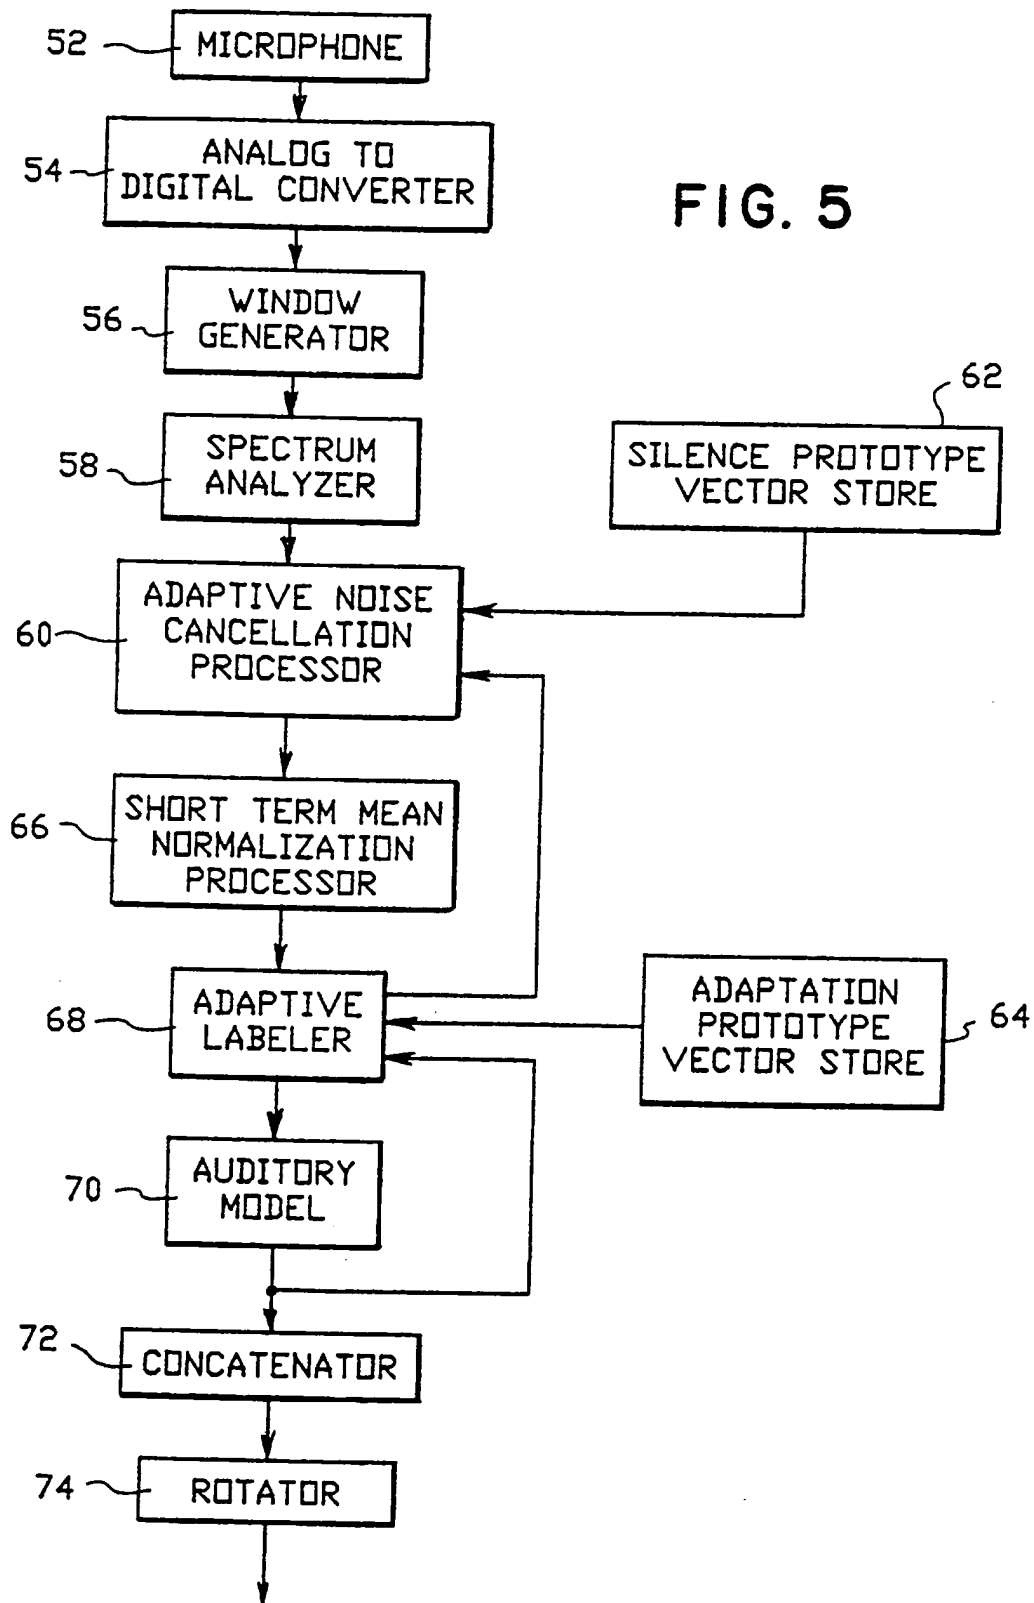 52
MICROPHONE
54
ANALOG TO
DIGITAL CONVERTER
FIG. 5
56
WINDOW
GENERATOR
58
SPECTRUM
ANALYZER
62
SILENCE PROTOTYPE
VECTOR STORE
60
ADAPTIVE NOISE
CANCELLATION
PROCESSOR
66
SHORT TERM MEAN
NORMALIZATION
PROCESSOR
68
ADAPTIVE
LABELER
64
ADAPTATION
PROTOTYPE
VECTOR STORE
70
AUDITORY
MODEL
72
CONCATENATOR
74
ROTATOR